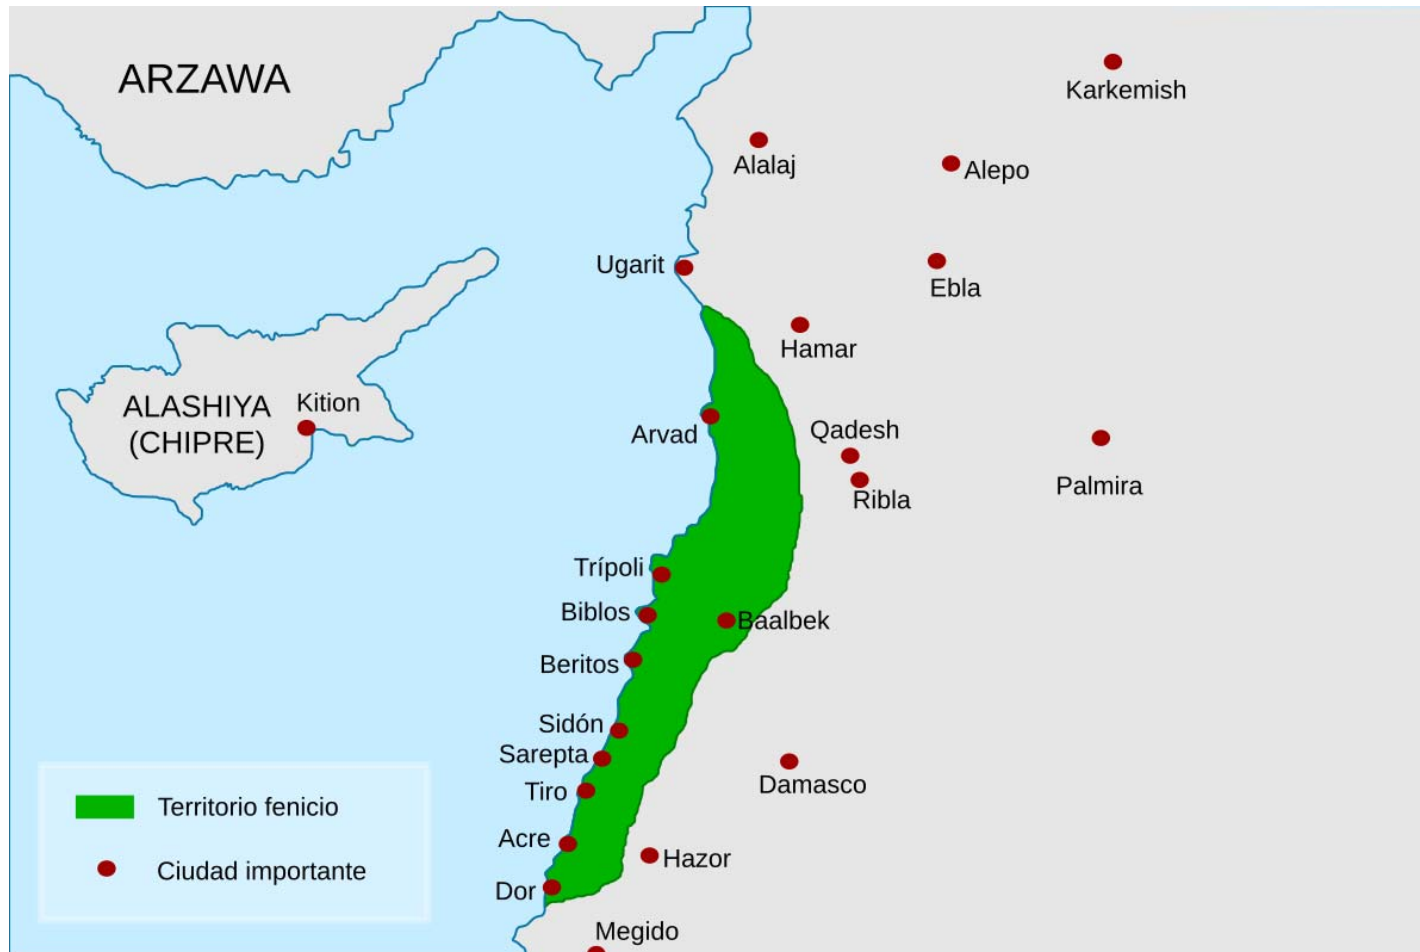 ARZAWA
Karkemish
Alalaj
Alepo
Ugarit
Ebla
Hamar
ALASHIYA
(CHIPRE)
Kition
Arvad
Qadesh
Ribla
Palmira
Trípoli
Biblos
Baalbek
Beritos
Sidón
Sarepta
Tiro
Damasco
Acre
Hazor
Dor
Megido
Territorio fenicio
Ciudad importante